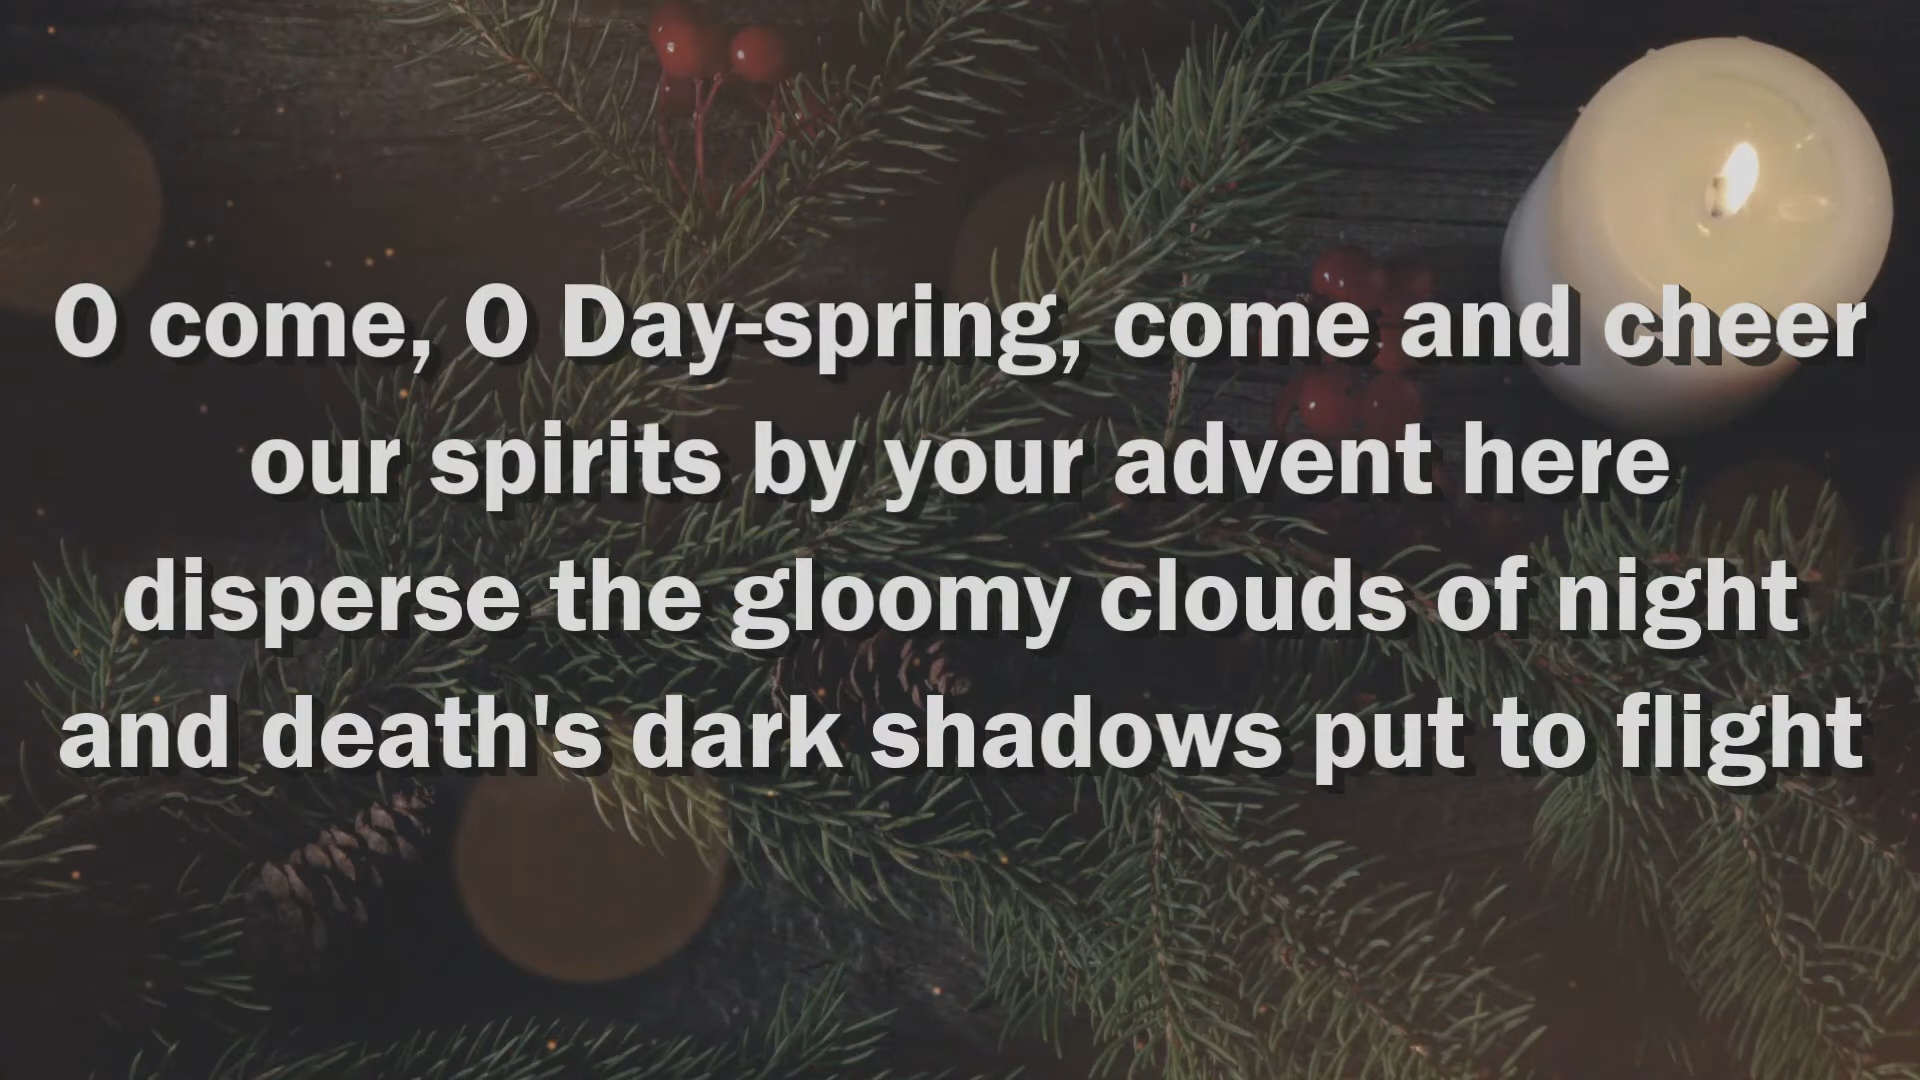 O come, O Day-spring, come and cheer
our spirits by your advent here
disperse the gloomy clouds of night
and death's dark shadows put to flight